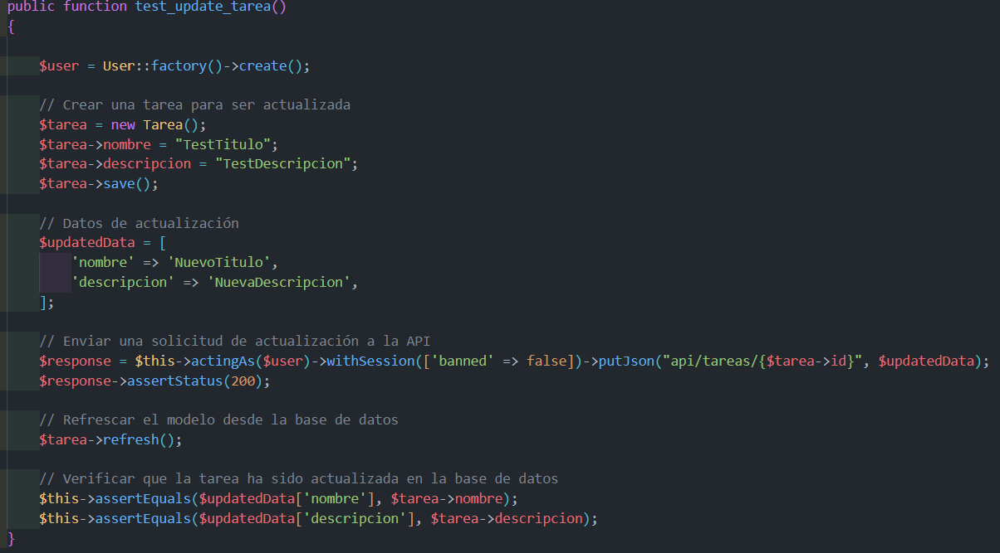 public function test_update_tarea()
{
$user = User::factory()->create();
// Crear una tarea para ser actualizada
$tarea = new Tarea();
$tarea->nombre = "TestTitulo";
$tarea->descripcion = "TestDescripcion";
$tarea->save();
// Datos de actualización
$updatedData = [
'nombre' => 'NuevoTitulo',
'descripcion' => 'NuevaDescripcion',
];
// Enviar una solicitud de actualización a la API
$response = $this->actingAs($user)->withSession(['banned' => false])->putJson("api/tareas/{$tarea->id}", $updatedData);
$response->assertStatus(200);
// Refrescar el modelo desde la base de datos
$tarea->refresh();
// Verificar que la tarea ha sido actualizada en la base de datos
$this->assertEquals($updatedData['nombre'], $tarea->nombre);
$this->assertEquals($updatedData['descripcion'], $tarea->descripcion);
}